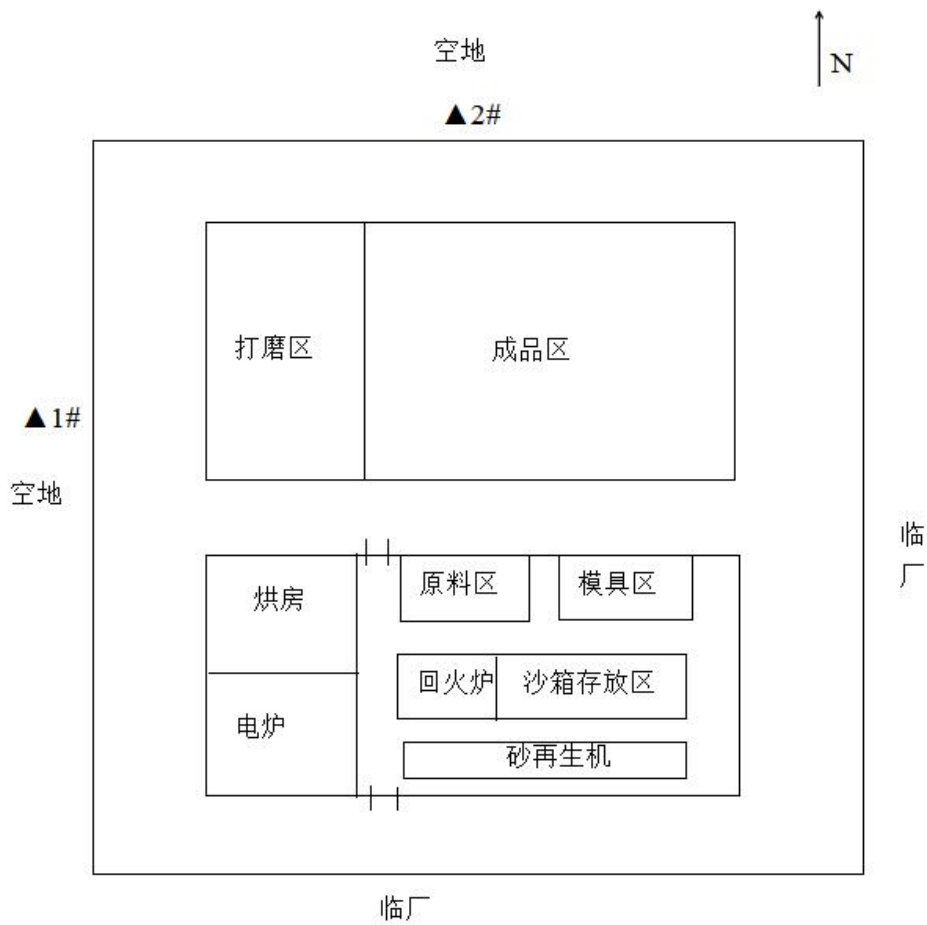 空地
N
▲2#
打磨区
成品区
▲1#
空地
临厂
烘房
原料区
模具区
回火炉
沙箱存放区
电炉
砂再生机
临厂